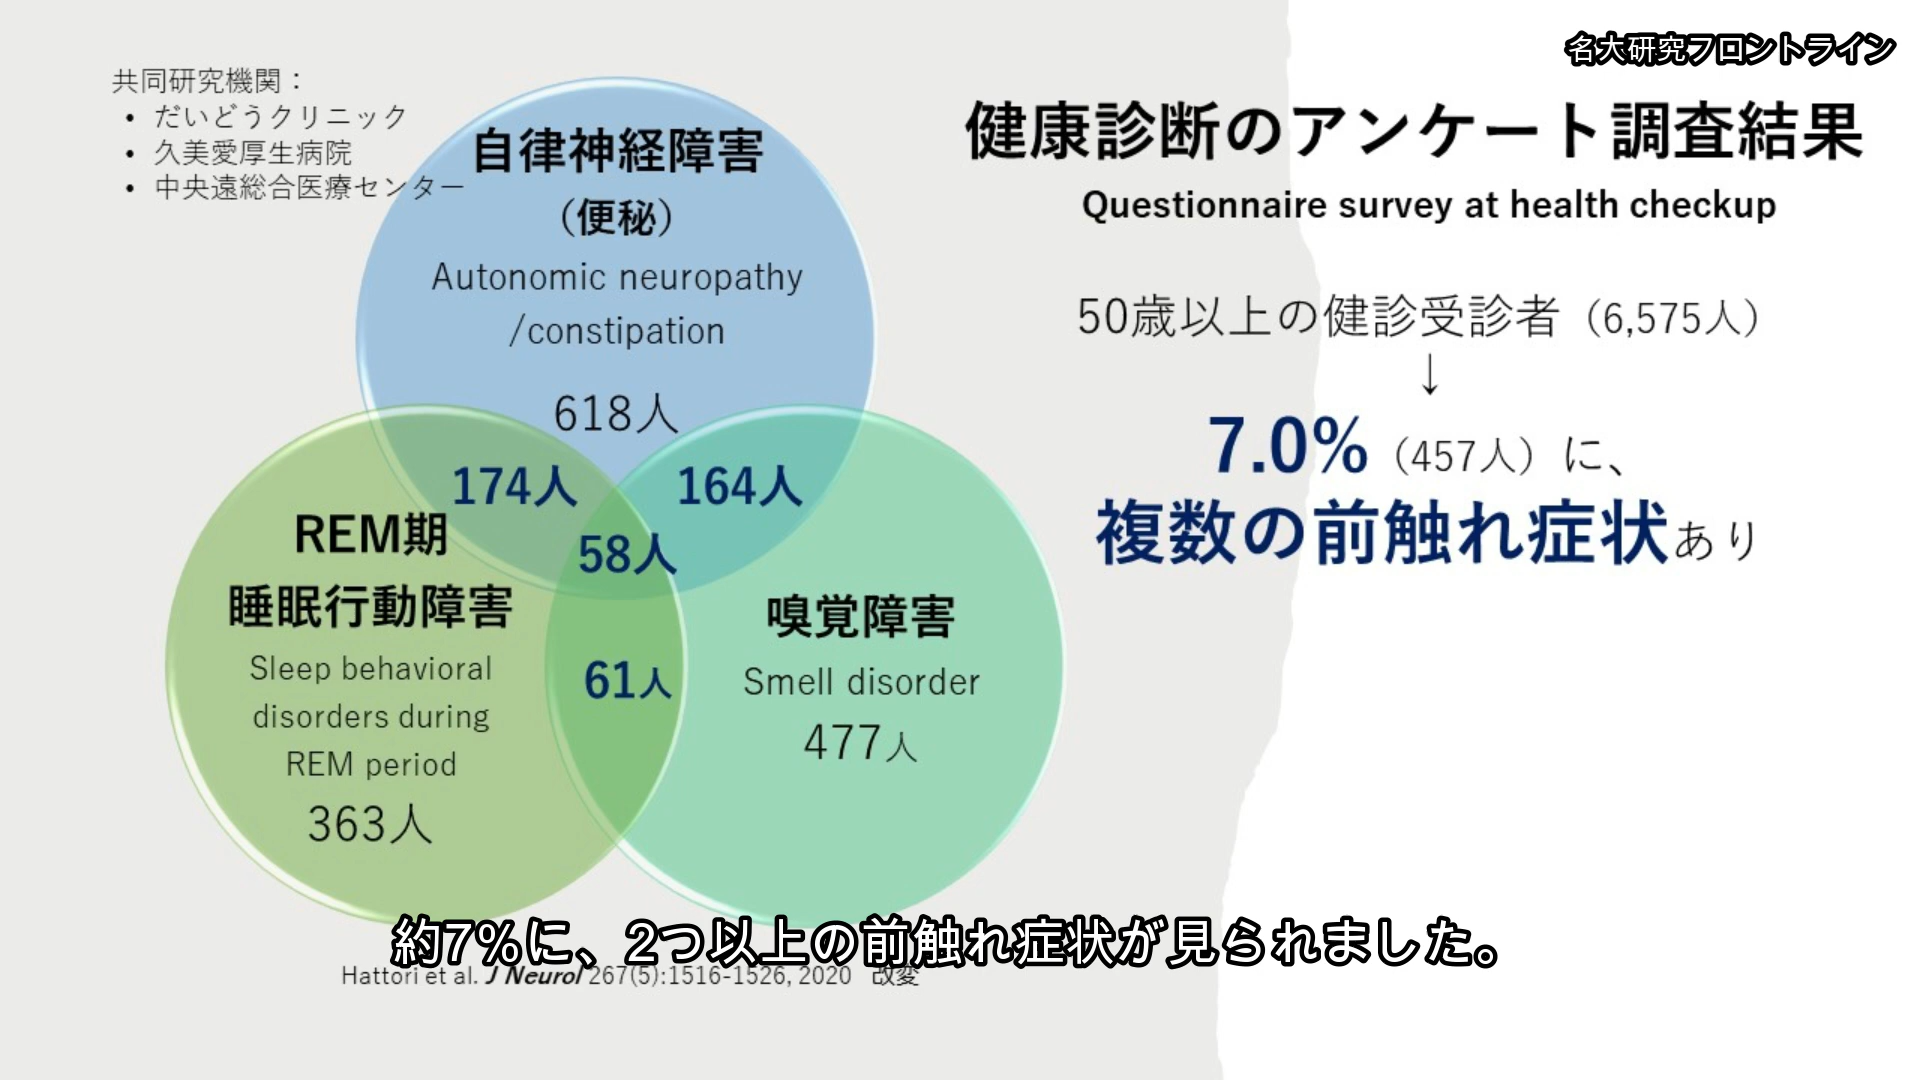 名大研究フロントライン
共同研究機関：
• だいどうクリニック
• 久美愛厚生病院
• 中央遠総合医療センター
自律神経障害
（便秘）
Autonomic neuropathy
/constipation
618人
174人
164人
58人
61人
REM期
睡眠行動障害
Sleep behavioral
disorders during
REM period
363人
嗅覚障害
Smell disorder
477人
健康診断のアンケート調査結果
Questionnaire survey at health checkup
50歳以上の健診受診者（6,575人）
↓
7.0%（457人）に、
複数の前触れ症状あり
約7%に、2つ以上の前触れ症状が見られました。
Hattori et al. J Neurol 267(5):1516-1526, 2020 改変